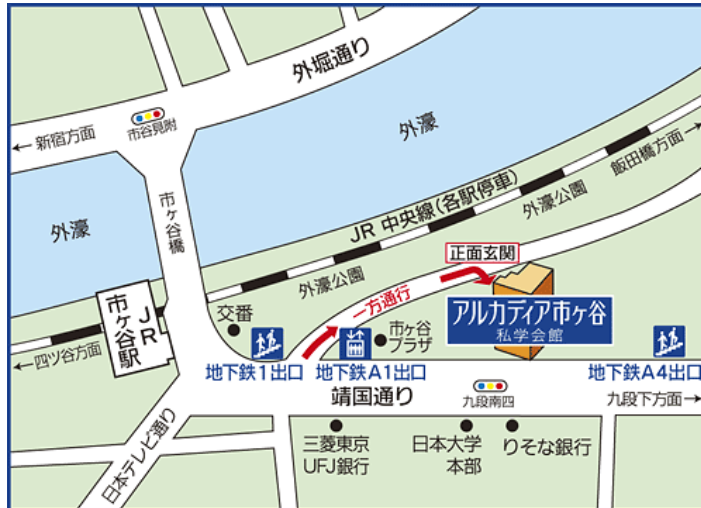 外堀通り
←新宿方面
市谷見附
外濠
飯田橋方面→
外濠
市ヶ谷橋
JR 中央線(各駅停車)
外濠公園
外濠公園
正面玄関
一方通行
アルカディア市ヶ谷
私学会館
JR
市ヶ谷駅
交番
市ヶ谷
プラザ
←四ツ谷方面
地下鉄1出口
地下鉄A1出口
地下鉄A4出口
靖国通り
九段南四
九段下方面→
日本テレビ通り
三菱東京
UFJ銀行
日本大学
本部
りそな銀行